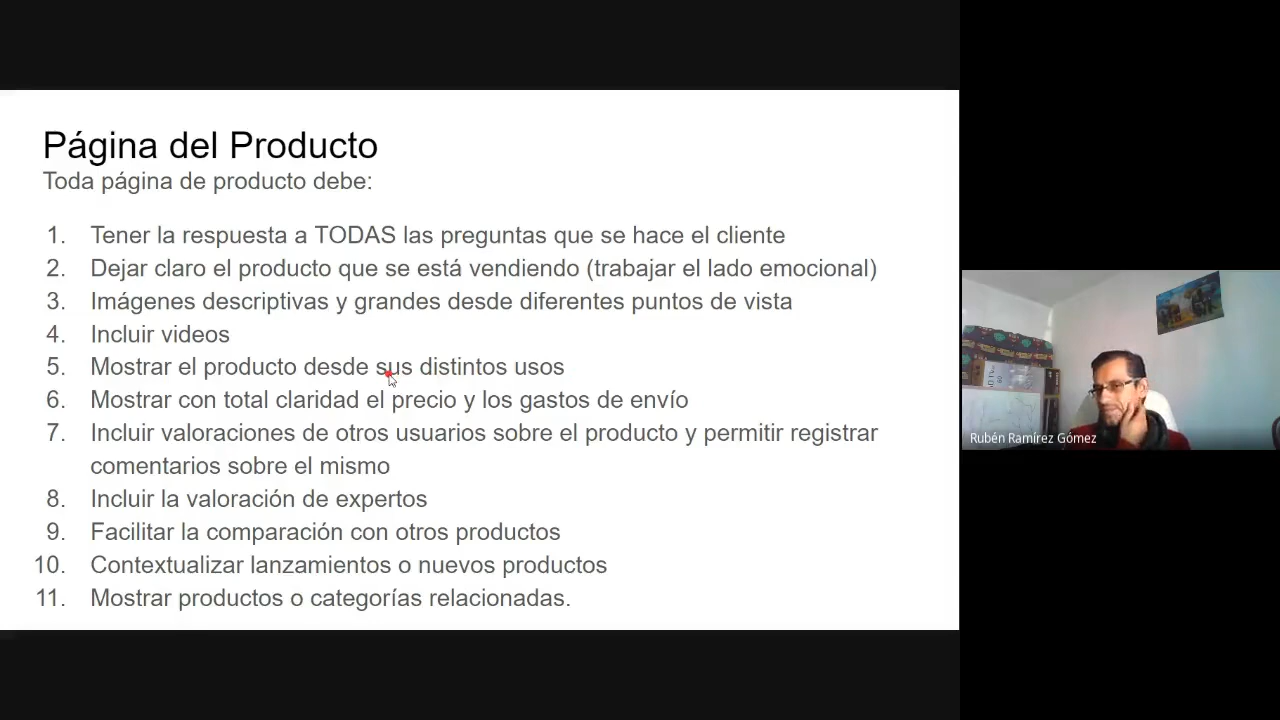 Página del Producto
Toda página de producto debe:
1. Tener la respuesta a TODAS las preguntas que se hace el cliente
2. Dejar claro el producto que se está vendiendo (trabajar el lado emocional)
3. Imágenes descriptivas y grandes desde diferentes puntos de vista
4. Incluir videos
5. Mostrar el producto desde sus distintos usos
6. Mostrar con total claridad el precio y los gastos de envío
7. Incluir valoraciones de otros usuarios sobre el producto y permitir registrar
comentarios sobre el mismo
8. Incluir la valoración de expertos
9. Facilitar la comparación con otros productos
10. Contextualizar lanzamientos o nuevos productos
11. Mostrar productos o categorías relacionadas.
Rubén Ramírez Gómez